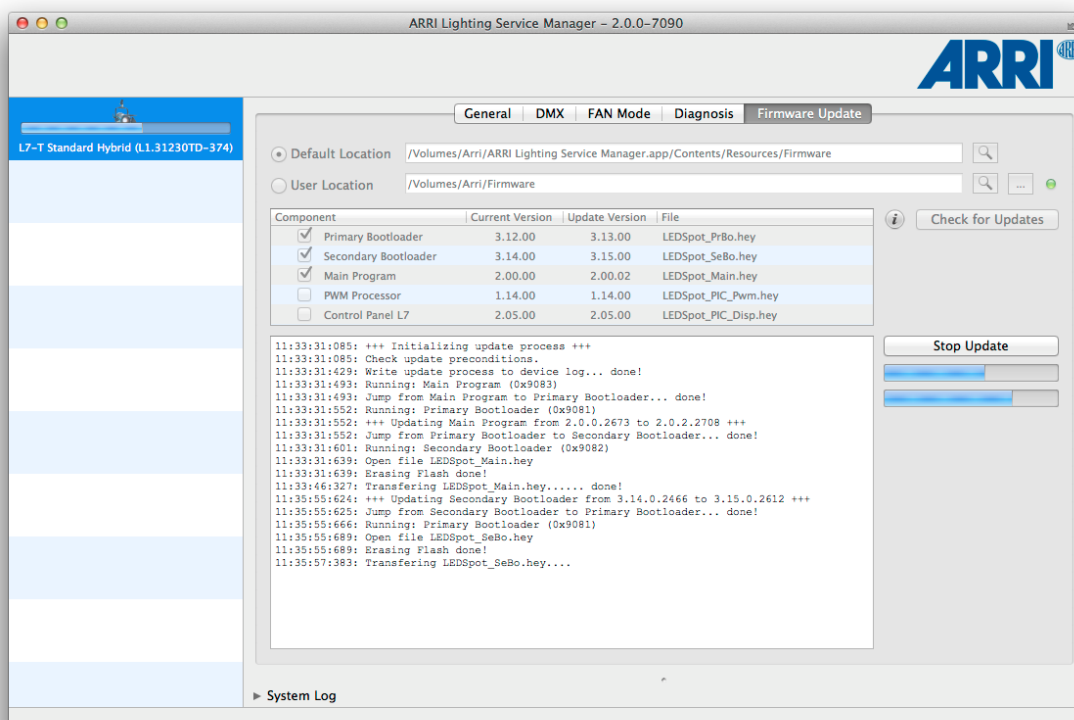 ARRI Lighting Service Manager – 2.0.0-7090
ARRI
ARRI
General DMX FAN Mode Diagnosis Firmware Update
L7-T Standard Hybrid (L1.31230TD-374)
Default Location /Volumes/Arri/ARRI Lighting Service Manager.app/Contents/Resources/Firmware
User Location /Volumes/Arri/Firmware ...
Component Current Version Update Version File
i Check for Updates
Primary Bootloader 3.12.00 3.13.00 LEDSpot_PrBo.hey
Secondary Bootloader 3.14.00 3.15.00 LEDSpot_SeBo.hey
Main Program 2.00.00 2.00.02 LEDSpot_Main.hey
PWM Processor 1.14.00 1.14.00 LEDSpot_PIC_Pwm.hey
Control Panel L7 2.05.00 2.05.00 LEDSpot_PIC_Disp.hey
Stop Update
11:33:31:085: +++ Initializing update process +++
11:33:31:085: Check update preconditions.
11:33:31:429: Write update process to device log... done!
11:33:31:493: Running: Main Program (0x9083)
11:33:31:493: Jump from Main Program to Primary Bootloader... done!
11:33:31:552: Running: Primary Bootloader (0x9081)
11:33:31:552: +++ Updating Main Program from 2.0.0.2673 to 2.0.2.2708 +++
11:33:31:552: Jump from Primary Bootloader to Secondary Bootloader... done!
11:33:31:601: Running: Secondary Bootloader (0x9082)
11:33:31:639: Open file LEDSpot_Main.hey
11:33:31:639: Erasing Flash done!
11:33:46:327: Transfering LEDSpot_Main.hey...... done!
11:35:55:624: +++ Updating Secondary Bootloader from 3.14.0.2466 to 3.15.0.2612 +++
11:35:55:625: Jump from Secondary Bootloader to Primary Bootloader... done!
11:35:55:666: Running: Primary Bootloader (0x9081)
11:35:55:689: Open file LEDSpot_SeBo.hey
11:35:55:689: Erasing Flash done!
11:35:57:383: Transfering LEDSpot_SeBo.hey....
System Log